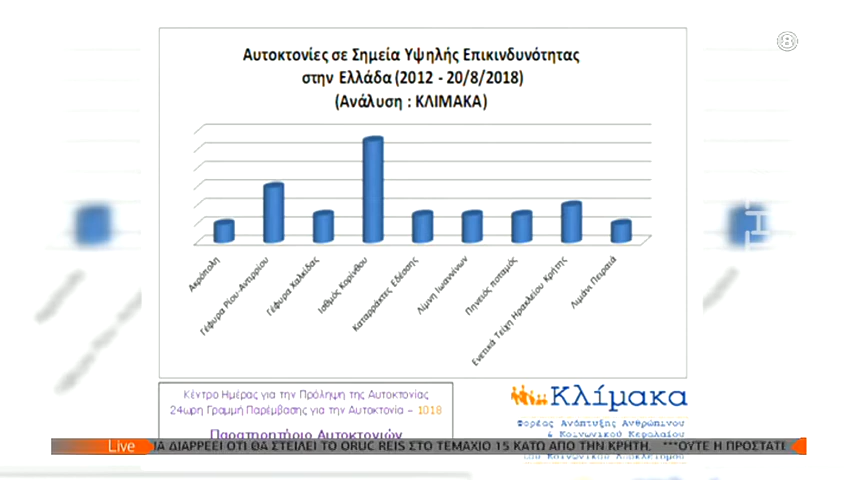 Αυτοκτονίες σε Σημεία Υψηλής Επικινδυνότητας
στην Ελλάδα (2012 - 20/8/2018)
(Ανάλυση : ΚΛΙΜΑΚΑ)
Ακρόπολη
Γέφυρα Ρίου-Αντιρρίου
Γέφυρα Χαλκίδας
Ισθμός Κορίνθου
Καταρράκτες Εδέσσης
Λίμνη Ιωαννίνων
Πηνειός ποταμός
Ενετικά Τείχη Ηρακλείου Κρήτης
Λιμάνι Πειραιά
Κέντρο Ημέρας για την Πρόληψη της Αυτοκτονίας
24ωρη Γραμμή Παρέμβασης για την Αυτοκτονία – 1018
Παρατηρητήριο Αυτοκτονιών
Κλίμακα
Φορέας Ανάπτυξης Ανθρώπινου
& Κοινωνικού Κεφαλαίου
Live
ΙΑ ΔΙΑΡΡΕΕΙ ΟΤΙ ΘΑ ΣΤΕΙΛΕΙ ΤΟ ORUC REIS ΣΤΟ ΤΕΜΑΧΙΟ 15 ΚΑΤΩ ΑΠΟ ΤΗΝ ΚΡΗΤΗ. ***ΟΥΤΕ Η ΠΡΟΣΤΑΤΕ